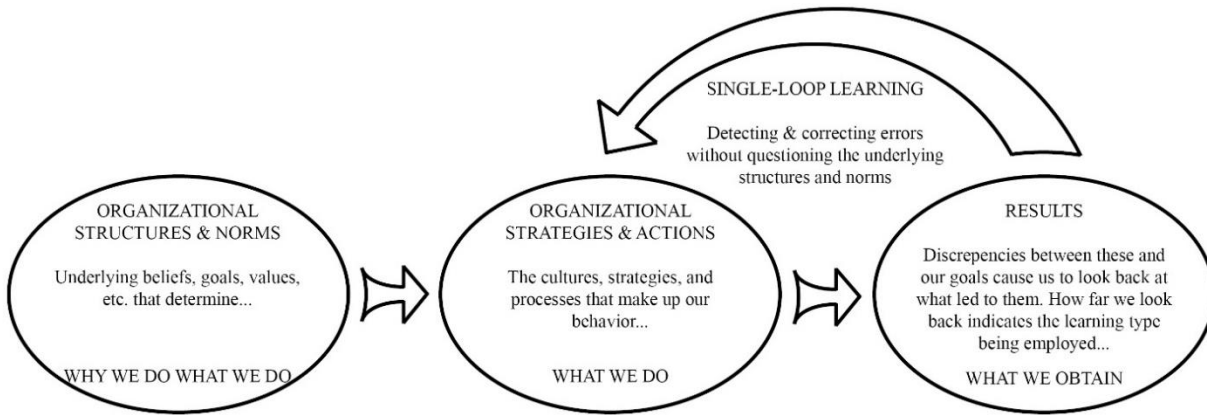 SINGLE-LOOP LEARNING
Detecting & correcting errors
without questioning the underlying
structures and norms
ORGANIZATIONAL
STRUCTURES & NORMS
Underlying beliefs, goals, values,
etc. that determine...
WHY WE DO WHAT WE DO
ORGANIZATIONAL
STRATEGIES & ACTIONS
The cultures, strategies, and
processes that make up our
behavior...
WHAT WE DO
RESULTS
Discrepancies between these and
our goals cause us to look back at
what led to them. How far we look
back indicates the learning type
being employed...
WHAT WE OBTAIN